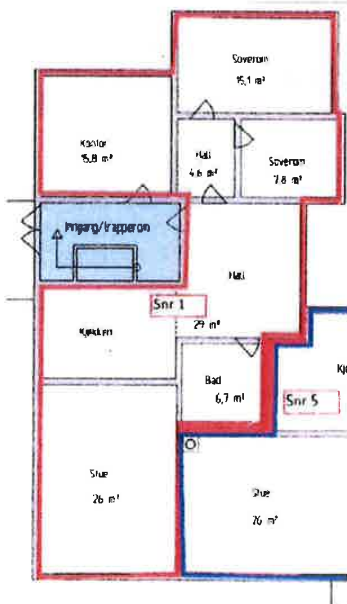 Soverom
15,1 m²
Kontor
15,8 m²
Hall
4,6 m²
Soverom
7,8 m²
Inngang/trapperom
Hall
Snr 1
29 m²
Kjøkken
Bad
6,7 m²
Snr 5
Stue
26 m²
Stue
26 m²